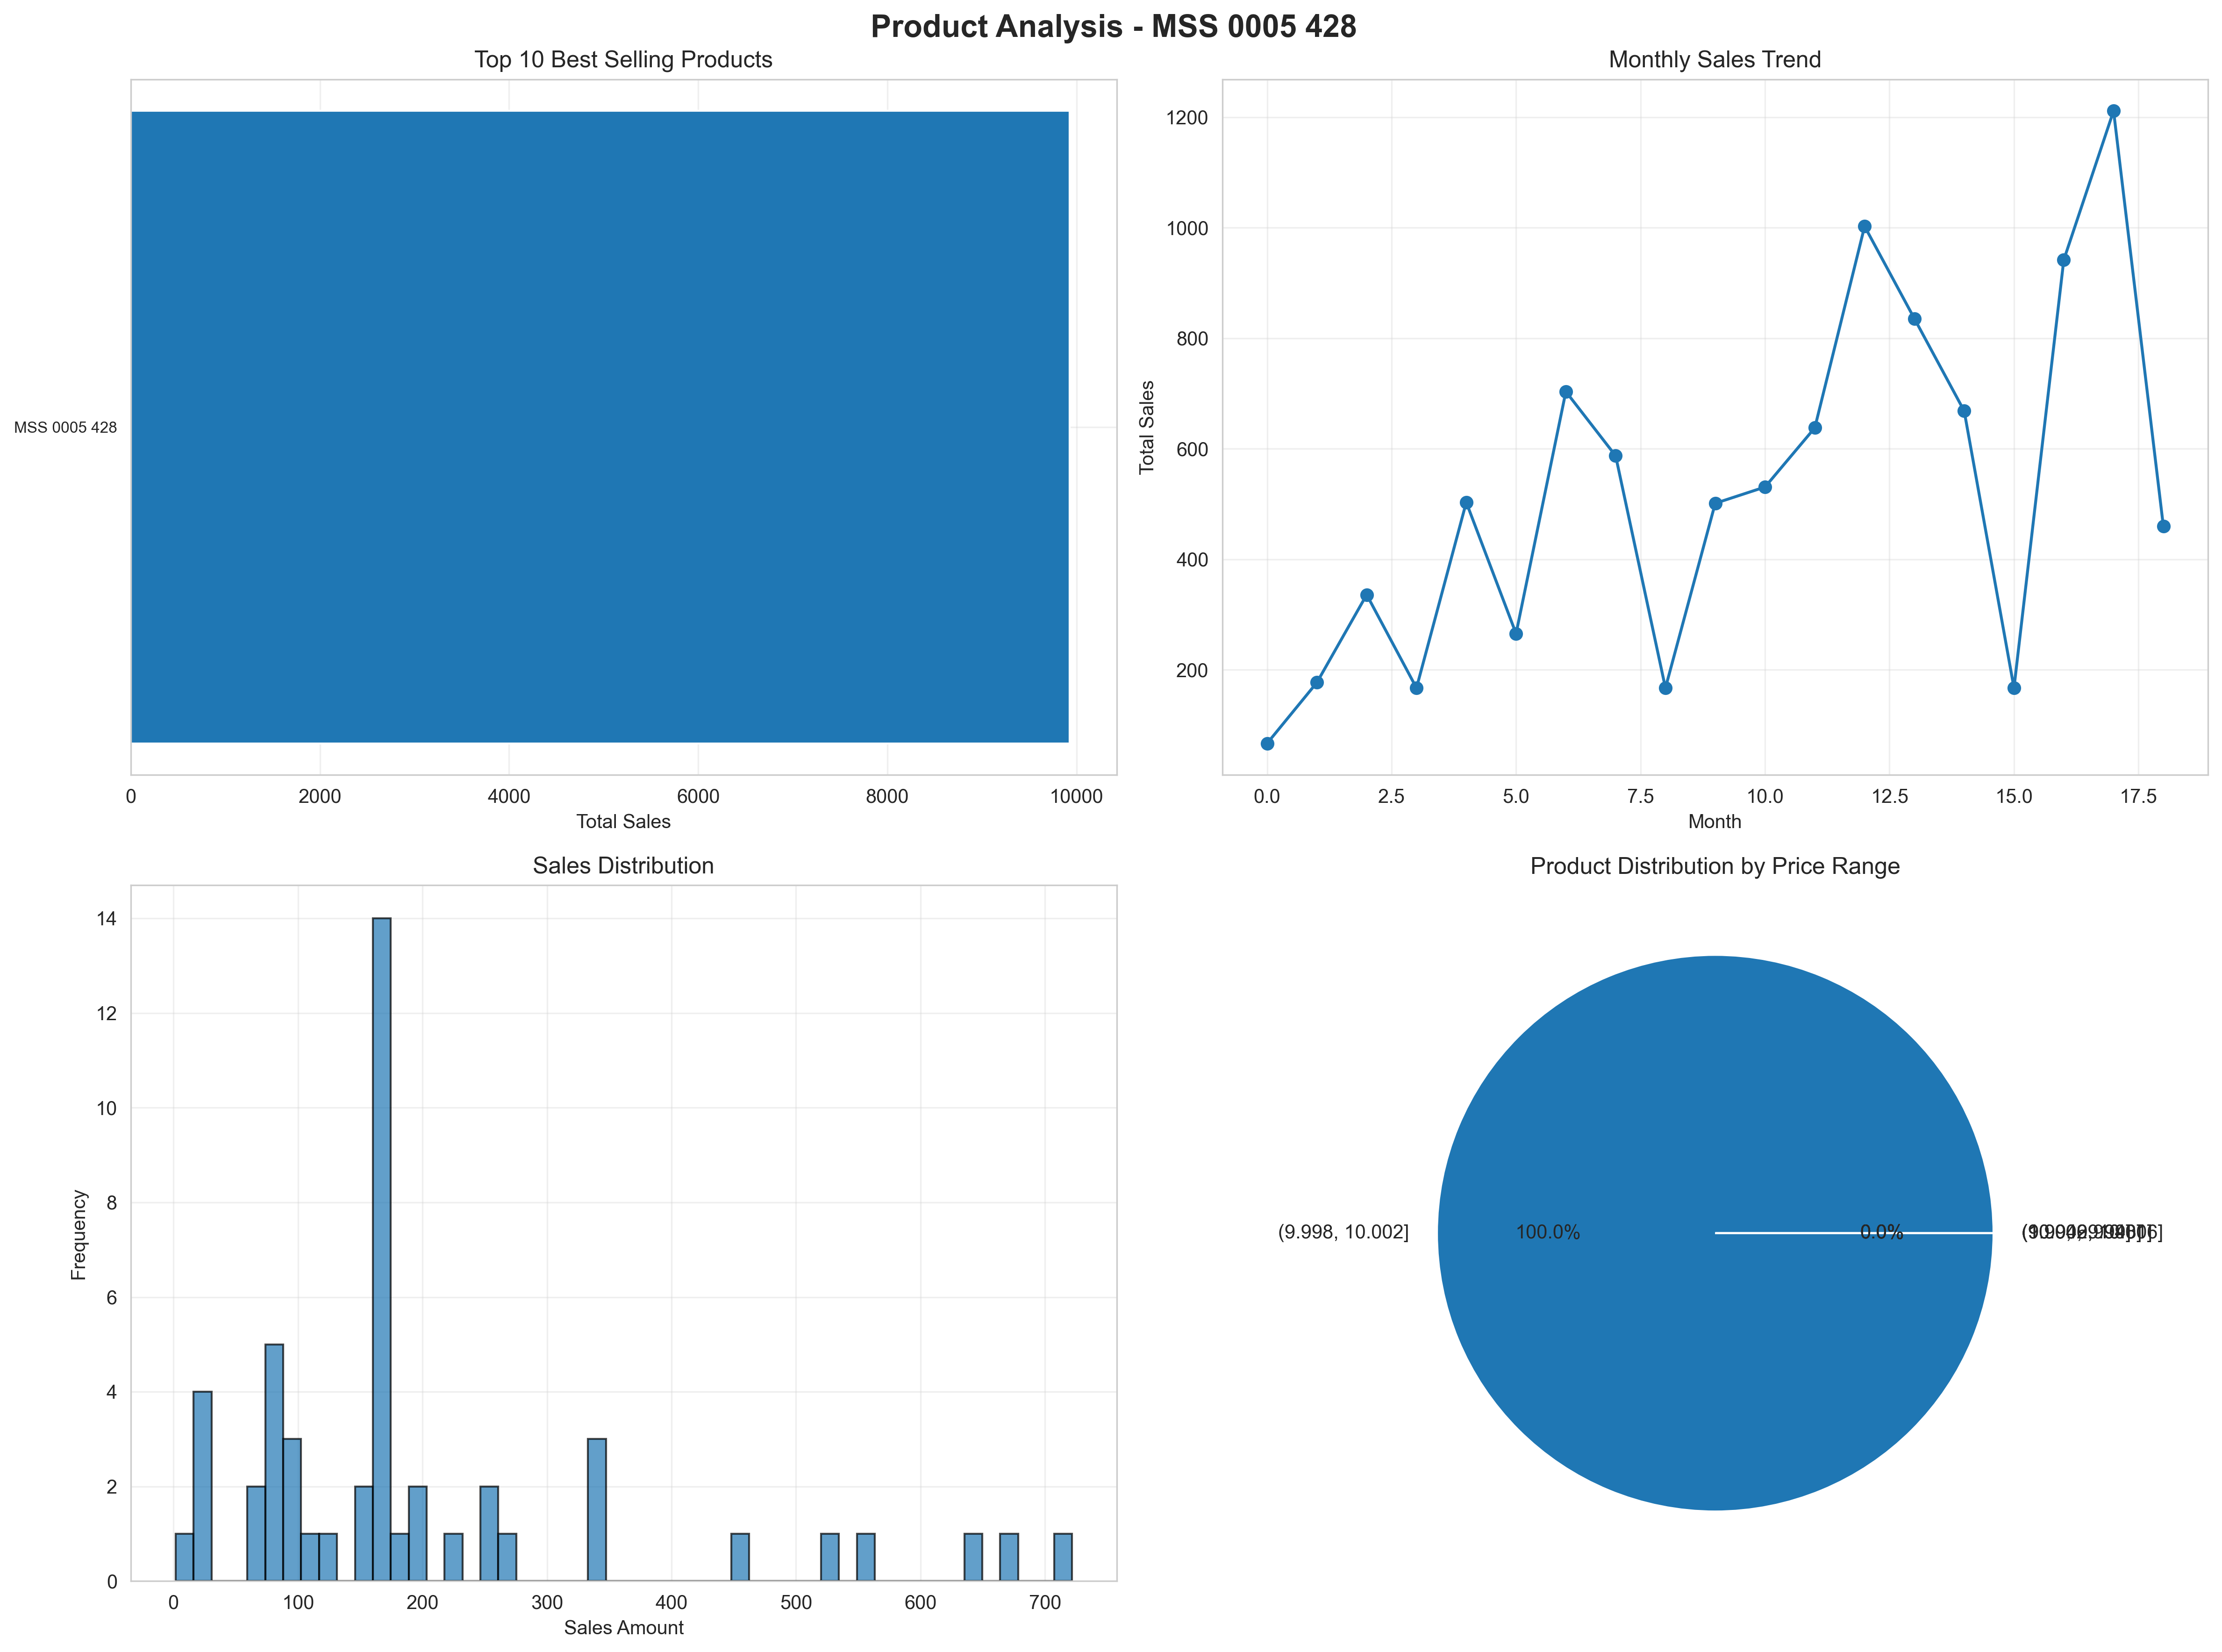 Product Analysis - MSS 0005 428
Top 10 Best Selling Products
MSS 0005 428
0 2000 4000 6000 8000 10000
Total Sales
Monthly Sales Trend
Total Sales
1200
1000
800
600
400
200
0.0 2.5 5.0 7.5 10.0 12.5 15.0 17.5
Month
Sales Distribution
Frequency
14
12
10
8
6
4
2
0
0 100 200 300 400 500 600 700
Sales Amount
Product Distribution by Price Range
(9.998, 10.002] 100.0% 0.0%